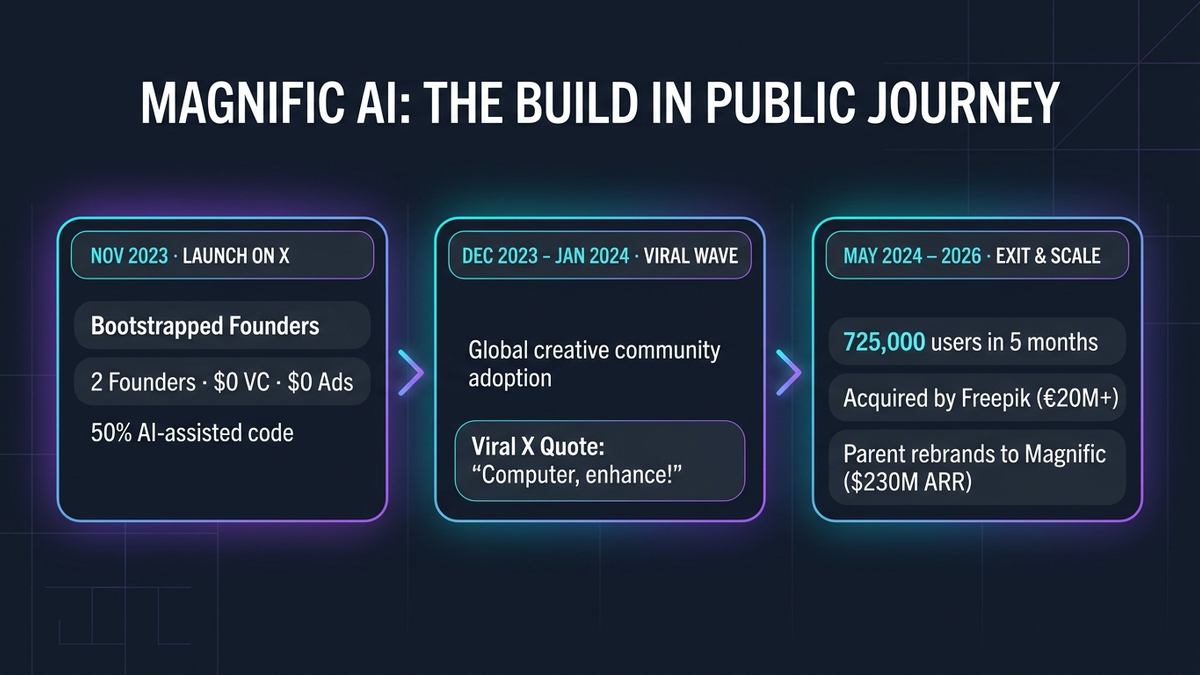 MAGNIFIC AI: THE BUILD IN PUBLIC JOURNEY
NOV 2023 · LAUNCH ON X
Bootstrapped Founders
2 Founders · $0 VC · $0 Ads
50% AI-assisted code
DEC 2023 – JAN 2024 · VIRAL WAVE
Global creative community
adoption
Viral X Quote:
“Computer, enhance!”
MAY 2024 – 2026 · EXIT & SCALE
725,000 users in 5 months
Acquired by Freepik (€20M+)
Parent rebrands to Magnific
($230M ARR)